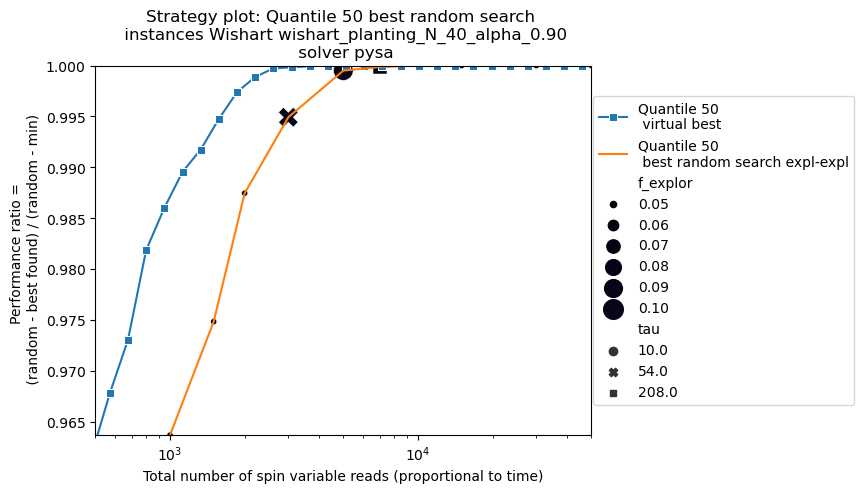 Strategy plot: Quantile 50 best random search
instances Wishart wishart_planting_N_40_alpha_0.90
solver pysa
Performance ratio =
(random - best found) / (random - min)
1.000
0.995
0.990
0.985
0.980
0.975
0.970
0.965
10^3
10^4
Total number of spin variable reads (proportional to time)
Quantile 50
virtual best
Quantile 50
best random search expl-expl
f_explor
0.05
0.06
0.07
0.08
0.09
0.10
tau
10.0
54.0
208.0